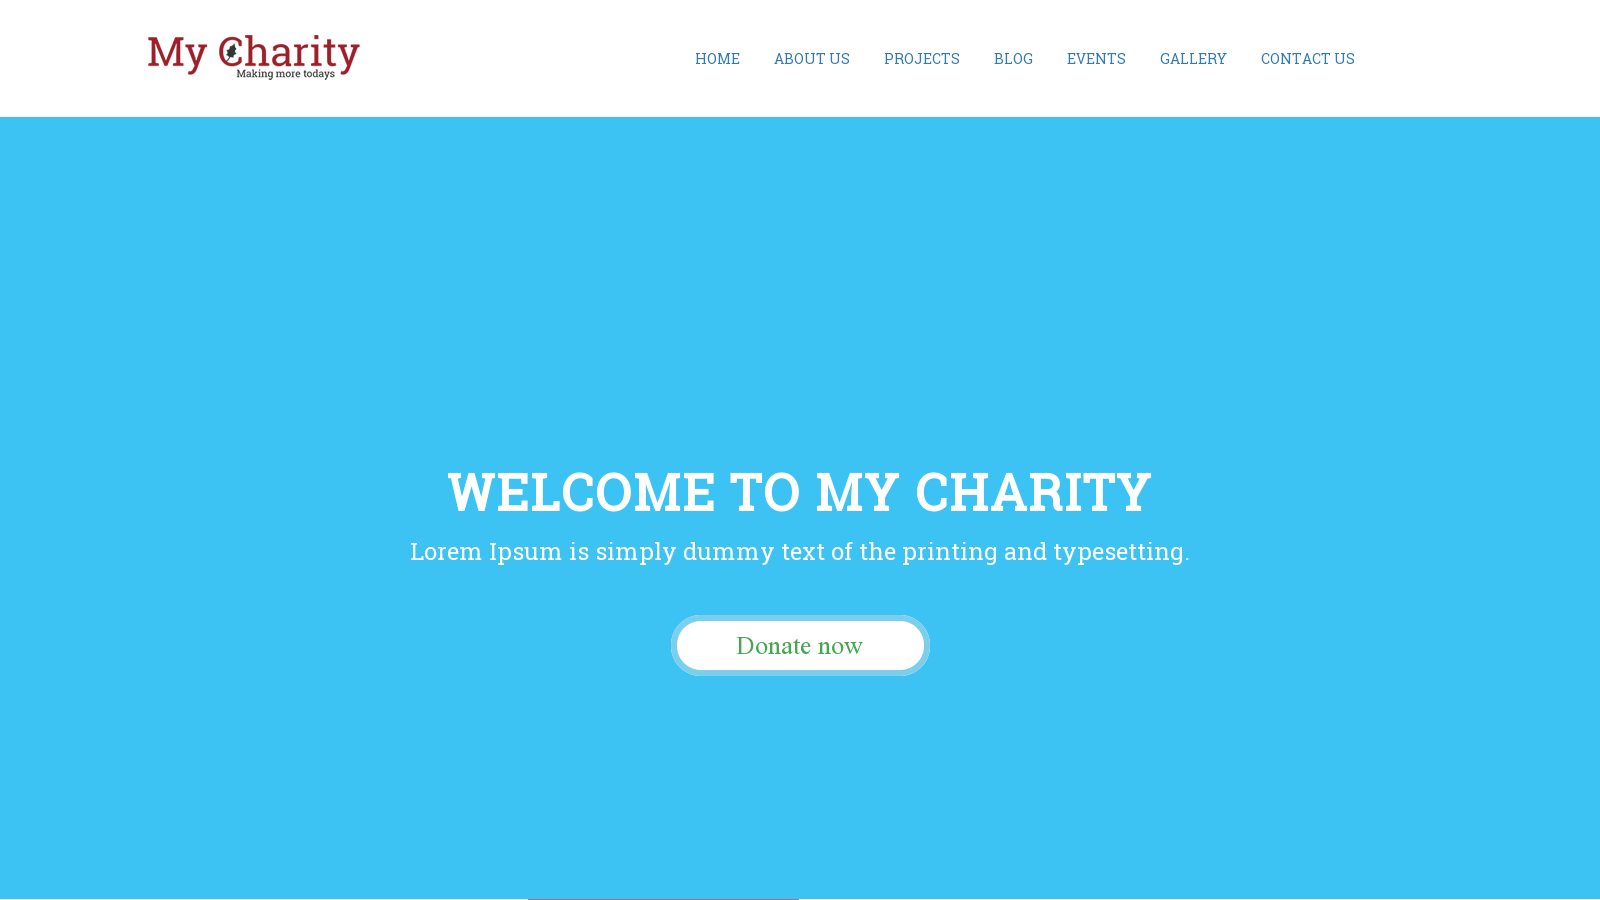 My Charity
Making more todays
HOME ABOUT US PROJECTS BLOG EVENTS GALLERY CONTACT US
WELCOME TO MY CHARITY
Lorem Ipsum is simply dummy text of the printing and typesetting.
Donate now